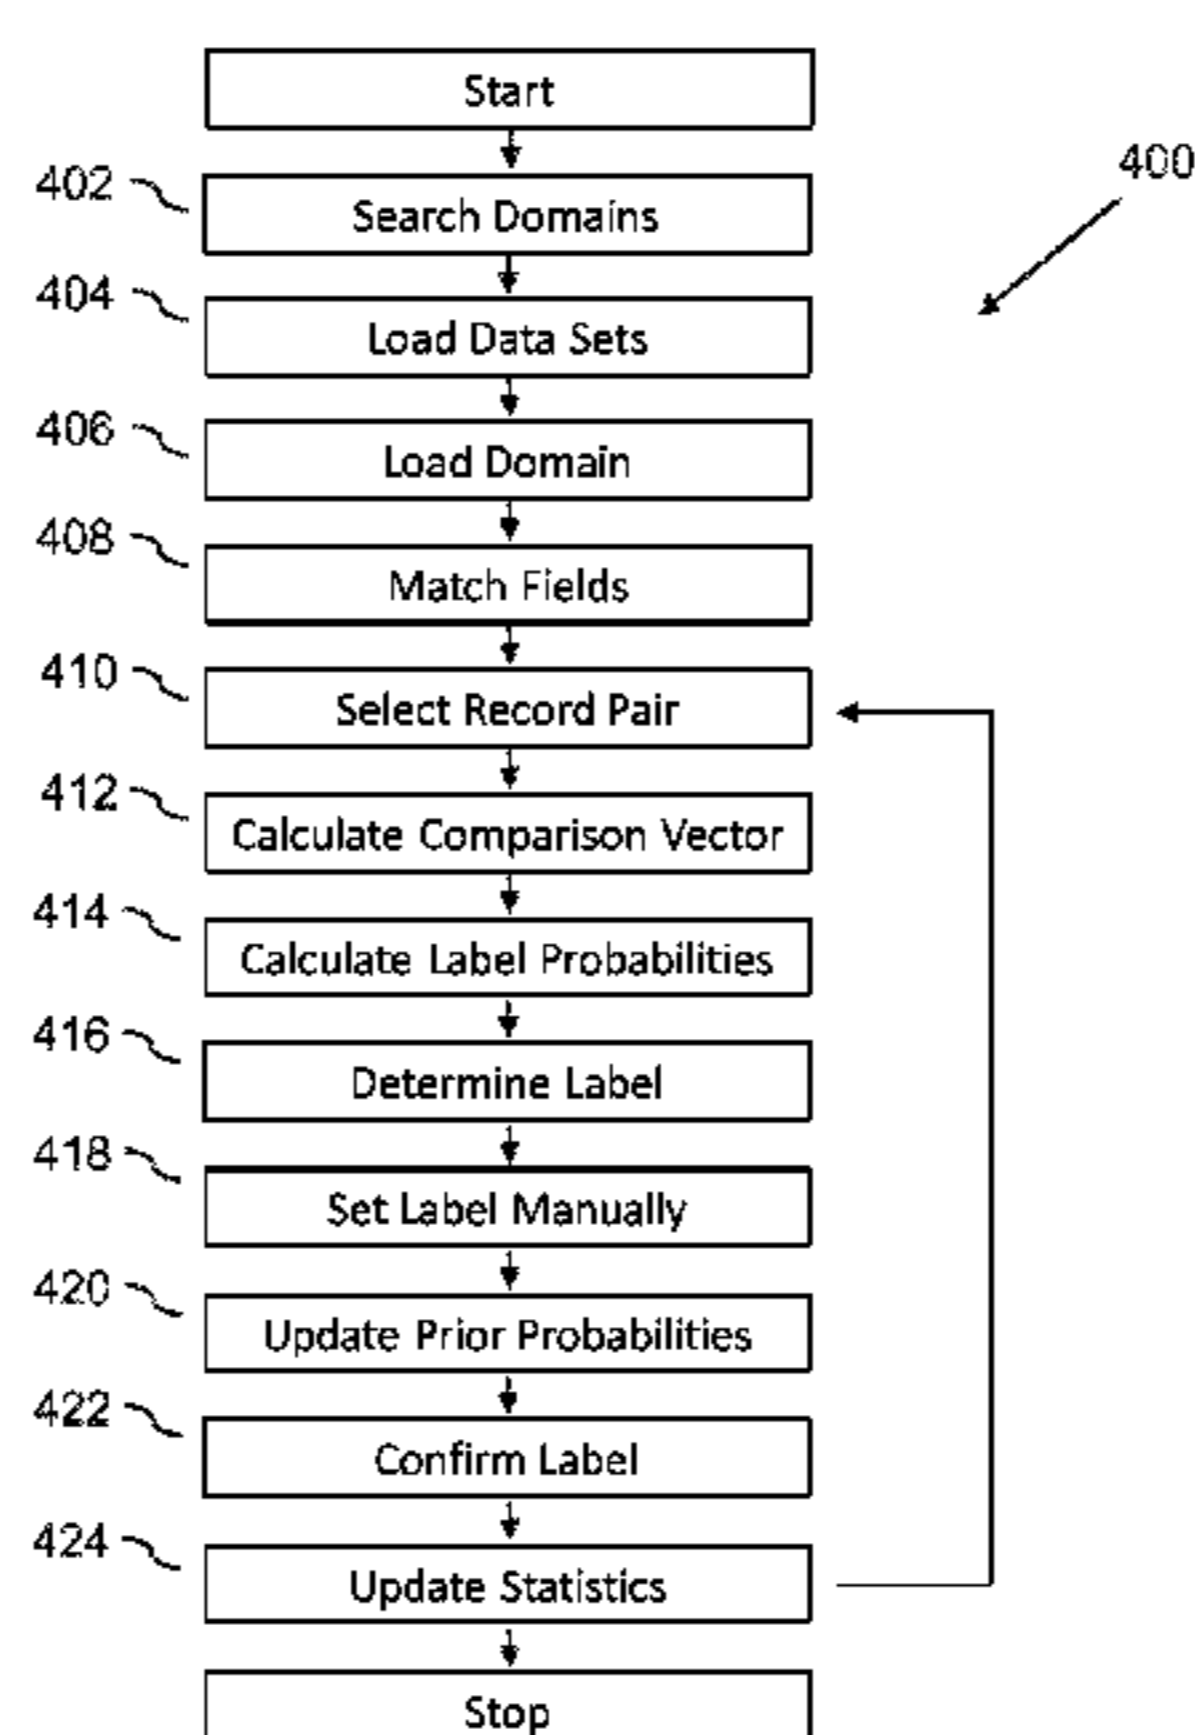 Start
400
402
Search Domains
404
Load Data Sets
406
Load Domain
408
Match Fields
410
Select Record Pair
412
Calculate Comparison Vector
414
Calculate Label Probabilities
416
Determine Label
418
Set Label Manually
420
Update Prior Probabilities
422
Confirm Label
424
Update Statistics
Stop